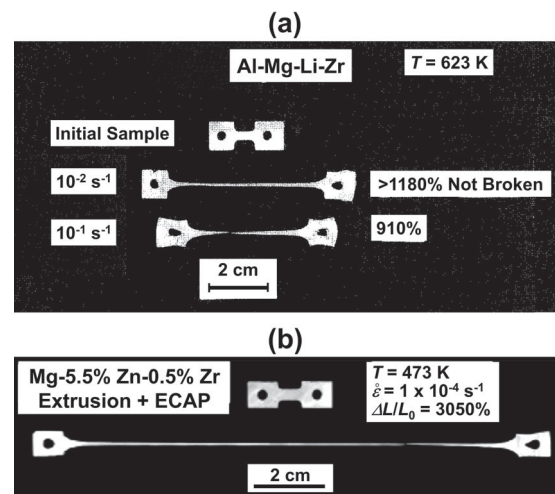 (a)
Al-Mg-Li-Zr
T = 623 K
Initial Sample
10⁻² s⁻¹
>1180% Not Broken
10⁻¹ s⁻¹
910%
2 cm
(b)
Mg-5.5% Zn-0.5% Zr
Extrusion + ECAP
T = 473 K
ε̇ = 1 x 10⁻⁴ s⁻¹
ΔL/L₀ = 3050%
2 cm